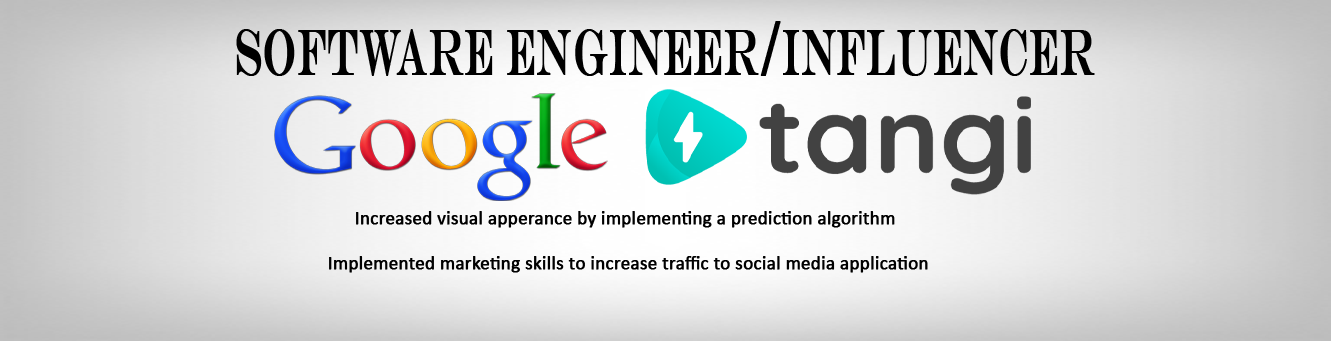 SOFTWARE ENGINEER/INFLUENCER
Google tangi
Increased visual apperance by implementing a prediction algorithm
Implemented marketing skills to increase traffic to social media application